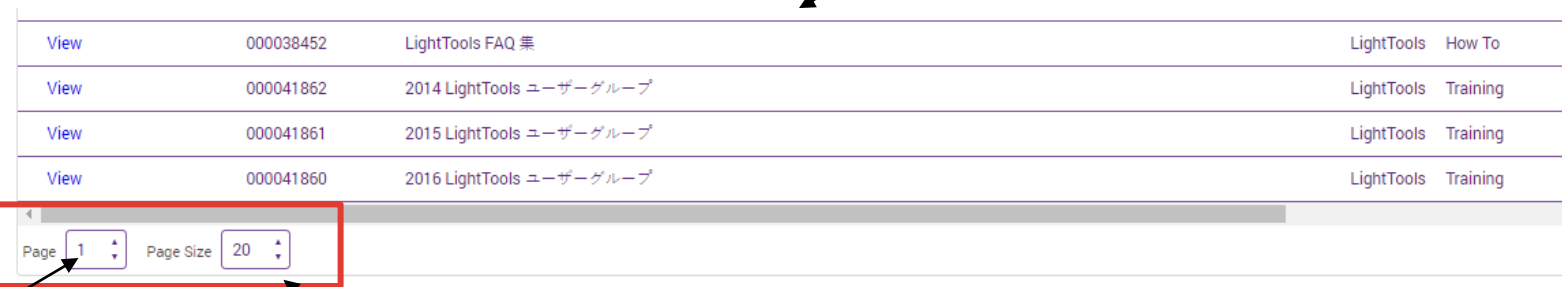 View 000038452 LightTools FAQ 集 LightTools How To
View 000041862 2014 LightTools ユーザーグループ LightTools Training
View 000041861 2015 LightTools ユーザーグループ LightTools Training
View 000041860 2016 LightTools ユーザーグループ LightTools Training
Page 1 Page Size 20